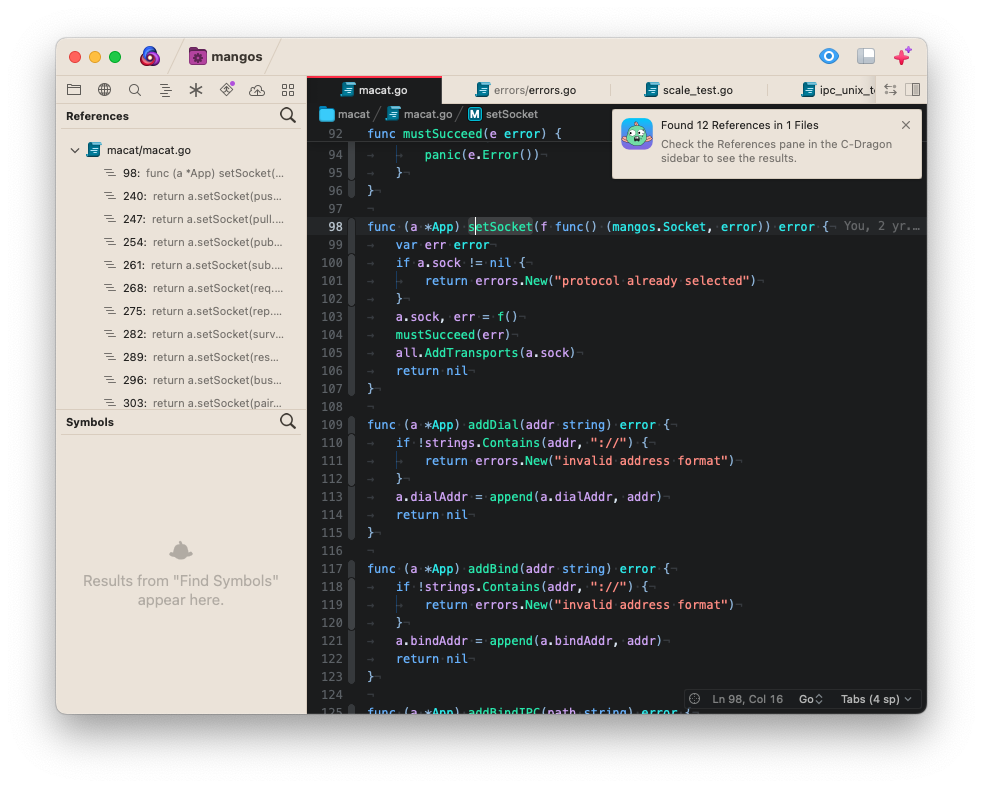 mangos
References
macat/macat.go
98: func (a *App) setSocket(...
240: return a.setSocket(pus...
247: return a.setSocket(pull....
254: return a.setSocket(pub...
261: return a.setSocket(sub....
268: return a.setSocket(req....
275: return a.setSocket(rep....
282: return a.setSocket(surv...
289: return a.setSocket(res...
296: return a.setSocket(bus...
303: return a.setSocket(pair...
Symbols
Results from "Find Symbols"
appear here.
macat.go
errors/errors.go
scale_test.go
ipc_unix_te
macat / macat.go / M setSocket
Found 12 References in 1 Files
Check the References pane in the C-Dragon
sidebar to see the results.
92 func mustSucceed(e error) {
94 panic(e.Error())
95 }
96 }
97
98 func (a *App) setSocket(f func() (mangos.Socket, error)) error { You, 2 yr.…
99 var err error
100 if a.sock != nil {
101 return errors.New("protocol already selected")
102 }
103 a.sock, err = f()
104 mustSucceed(err)
105 all.AddTransports(a.sock)
106 return nil
107 }
108
109 func (a *App) addDial(addr string) error {
110 if !strings.Contains(addr, "://") {
111 return errors.New("invalid address format")
112 }
113 a.dialAddr = append(a.dialAddr, addr)
114 return nil
115 }
116
117 func (a *App) addBind(addr string) error {
118 if !strings.Contains(addr, "://") {
119 return errors.New("invalid address format")
120 }
121 a.bindAddr = append(a.bindAddr, addr)
122 return nil
123 }
124
125 func (a *App) addBindIPC(path string) error {
Ln 98, Col 16 Go Tabs (4 sp)